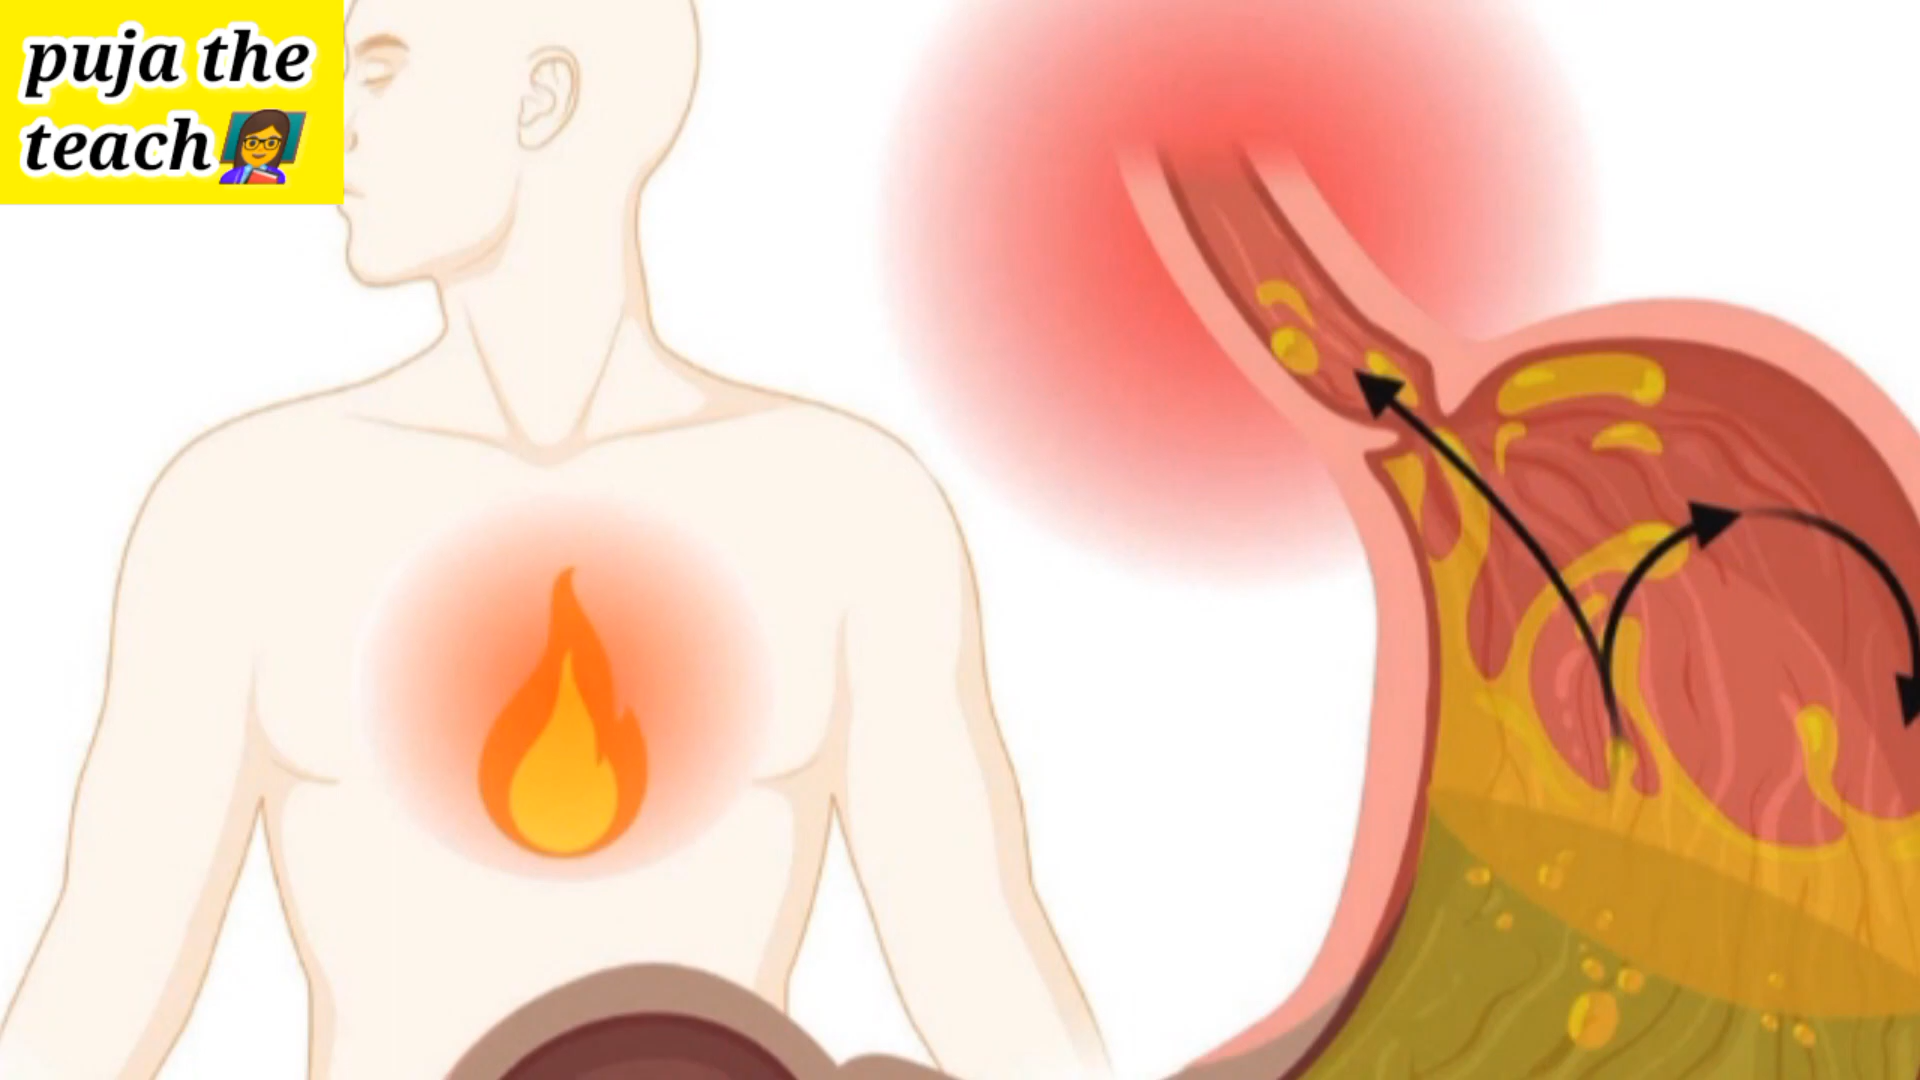 puja the
teach👩‍🏫